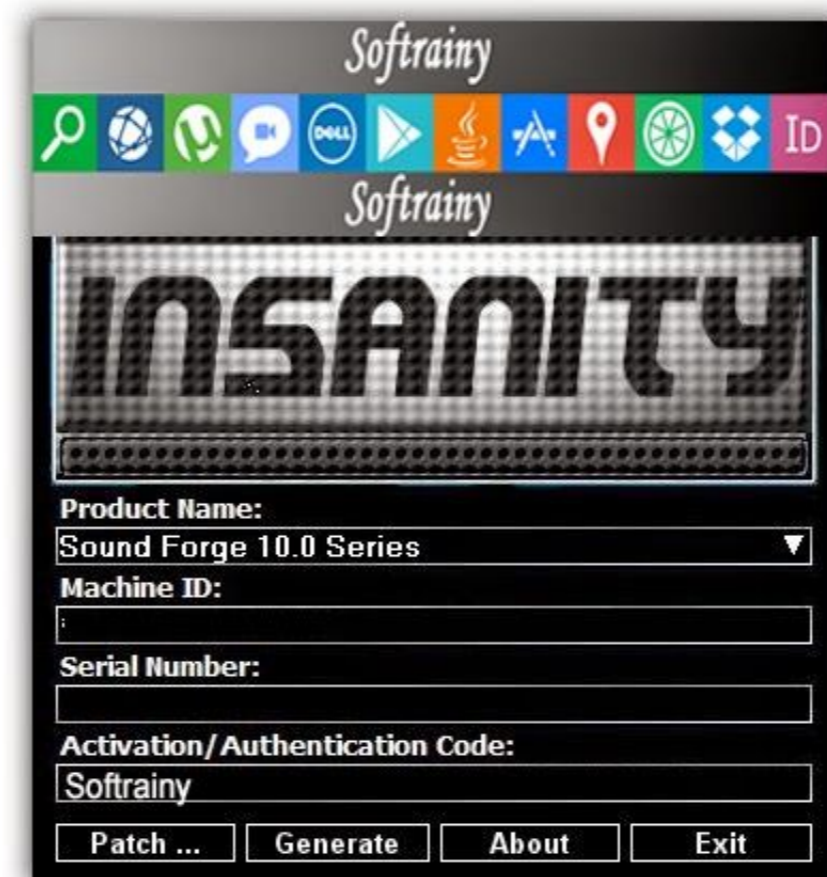 Softrainy
DELL ID
Softrainy
INSANITY
Product Name:
Sound Forge 10.0 Series
Machine ID:
Serial Number:
Activation/Authentication Code:
Softrainy
Patch ... Generate About Exit